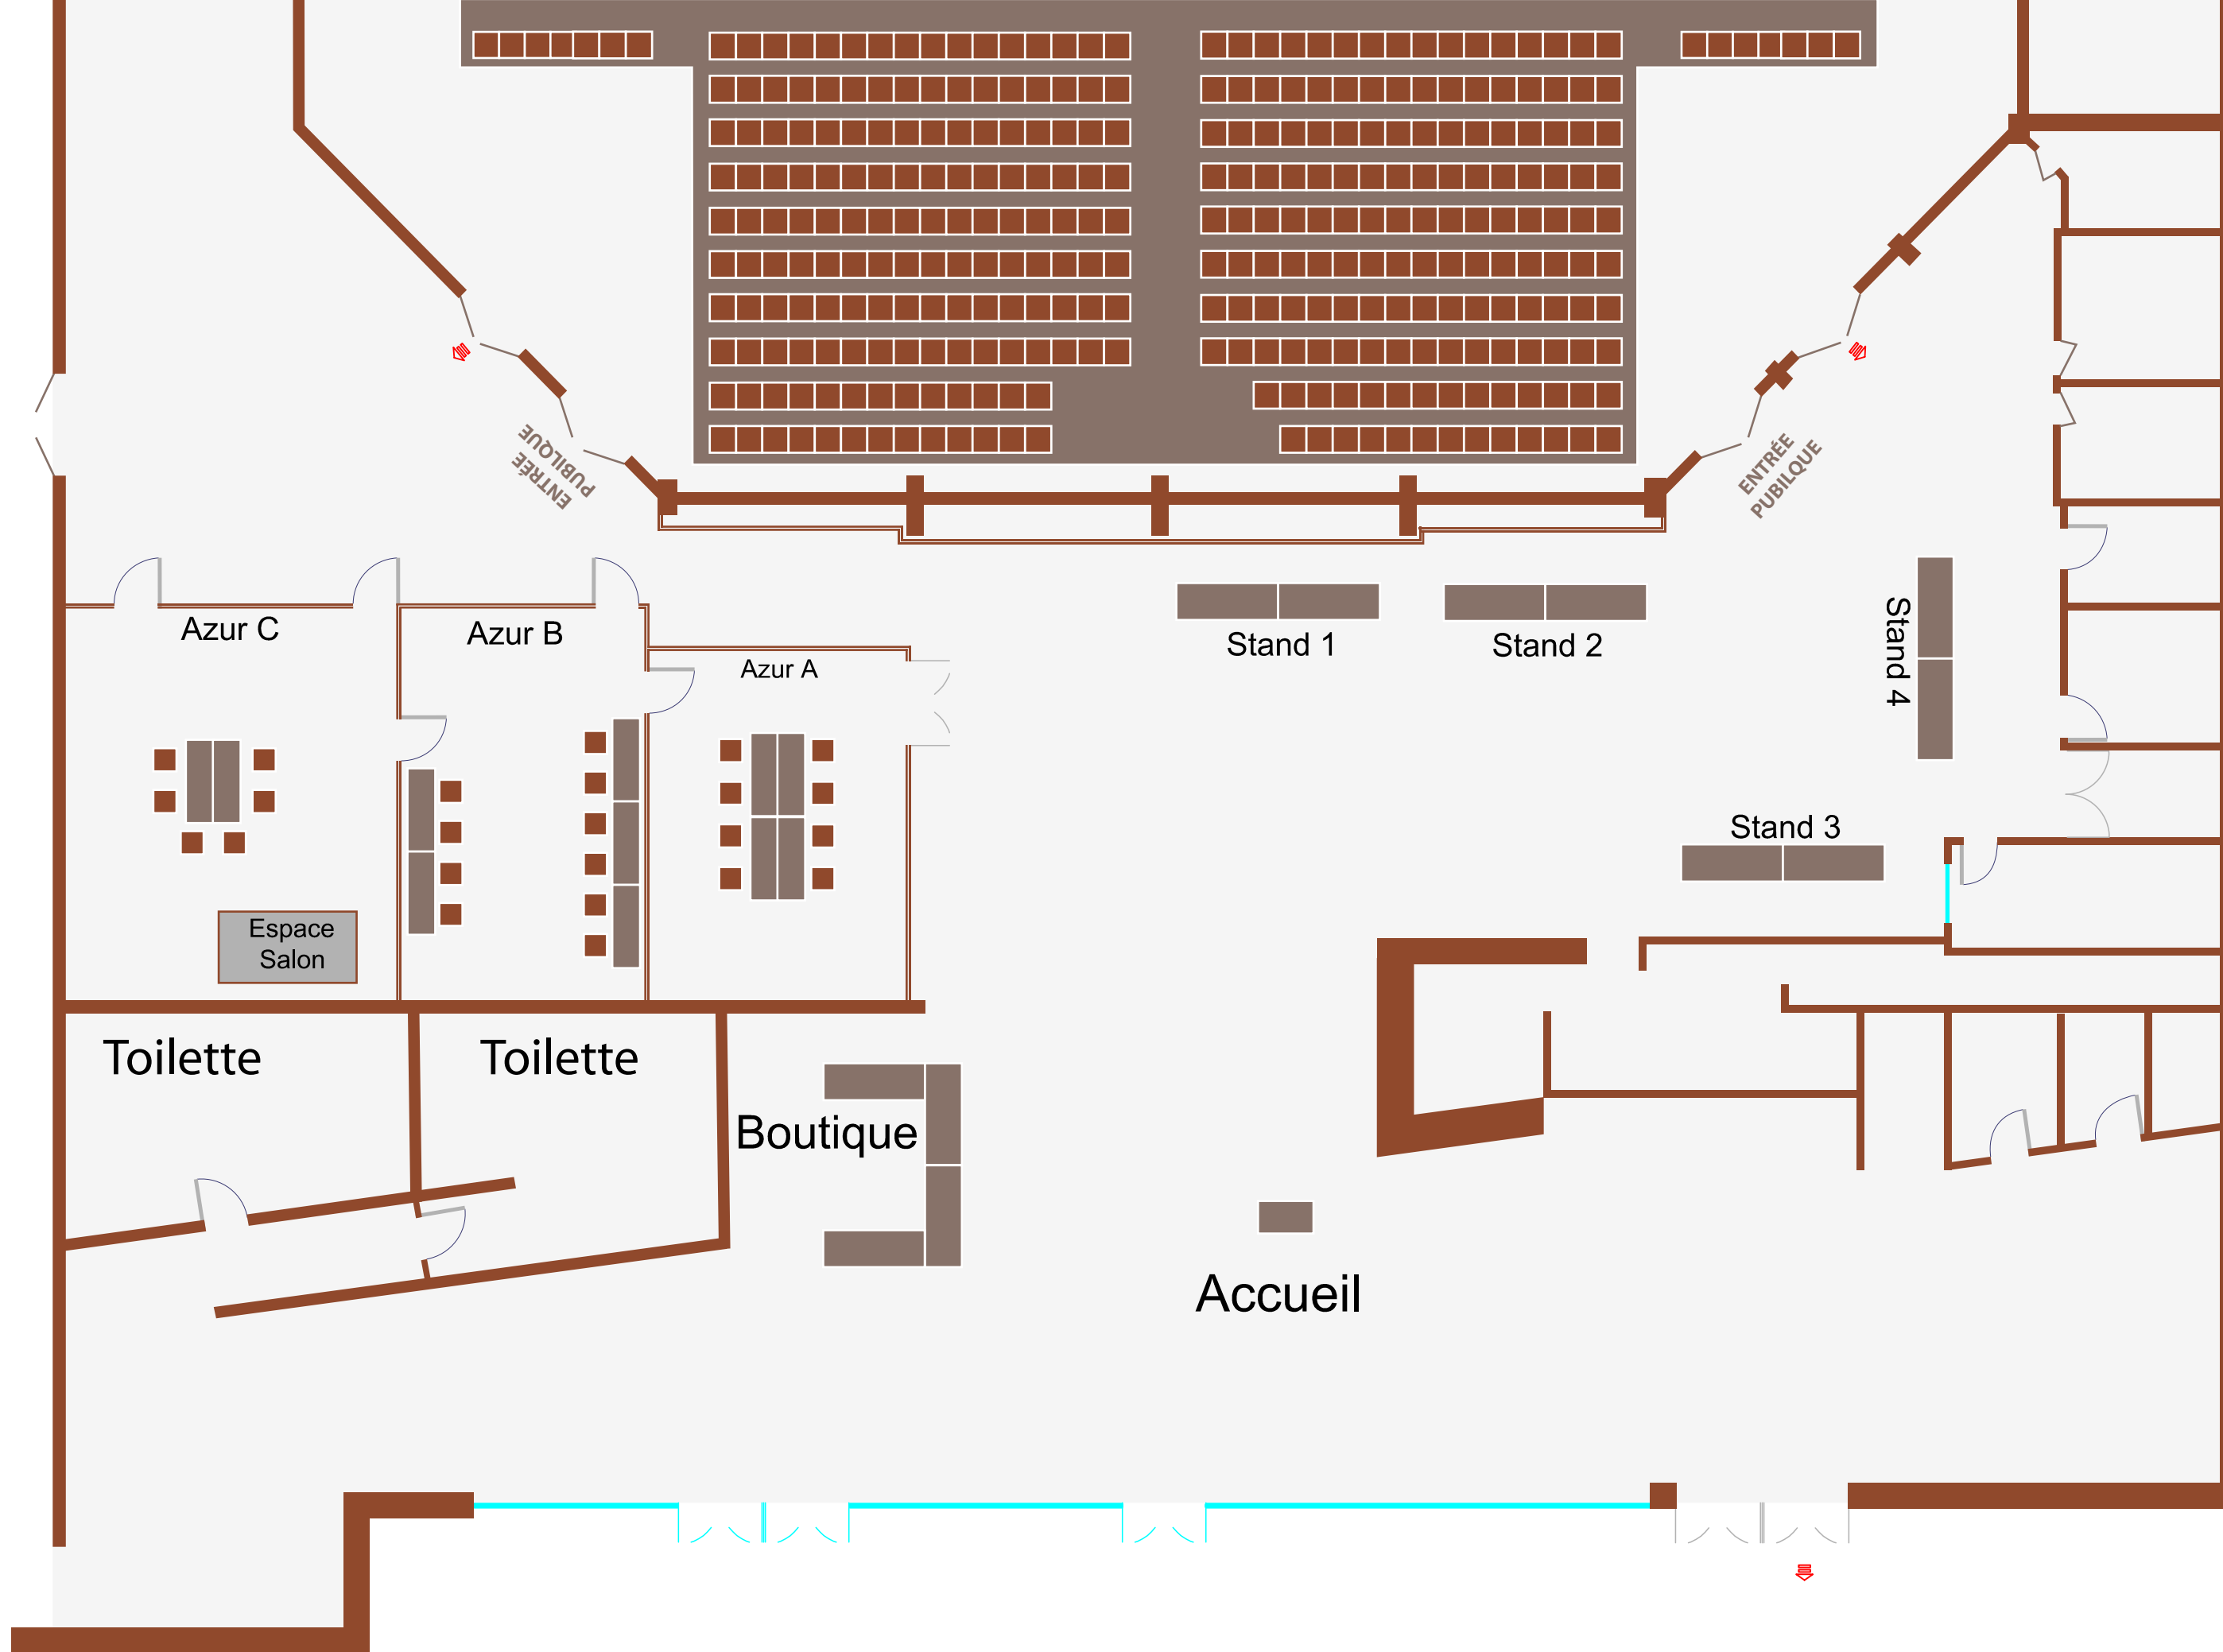 ENTRÉE
PUBILQUE
ENTRÉE
PUBILQUE
Azur C
Azur B
Azur A
Stand 1
Stand 2
Stand 4
Stand 3
Espace
Salon
Toilette
Toilette
Boutique
Accueil